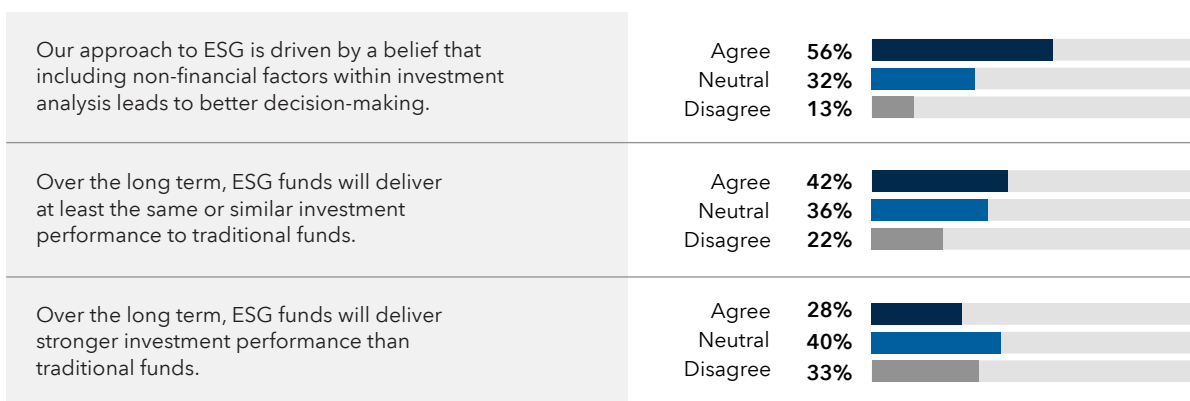 Our approach to ESG is driven by a belief that
including non-financial factors within investment
analysis leads to better decision-making.
Agree 56%
Neutral 32%
Disagree 13%
Over the long term, ESG funds will deliver
at least the same or similar investment
performance to traditional funds.
Agree 42%
Neutral 36%
Disagree 22%
Over the long term, ESG funds will deliver
stronger investment performance than
traditional funds.
Agree 28%
Neutral 40%
Disagree 33%